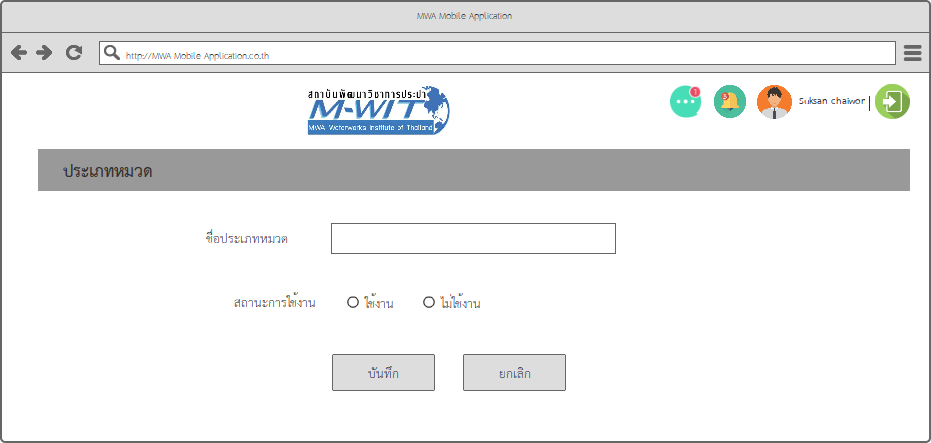 MWA Mobile Application
http://MWA Mobile Application.co.th
สถาบันพัฒนาวิชาการประปา
M-WIT
MWA Waterworks Institute of Thailand
1
Suksan chaiwon
ประเภทหมวด
ชื่อประเภทหมวด
สถานะการใช้งาน ใช้งาน ไม่ใช้งาน
บันทึก ยกเลิก